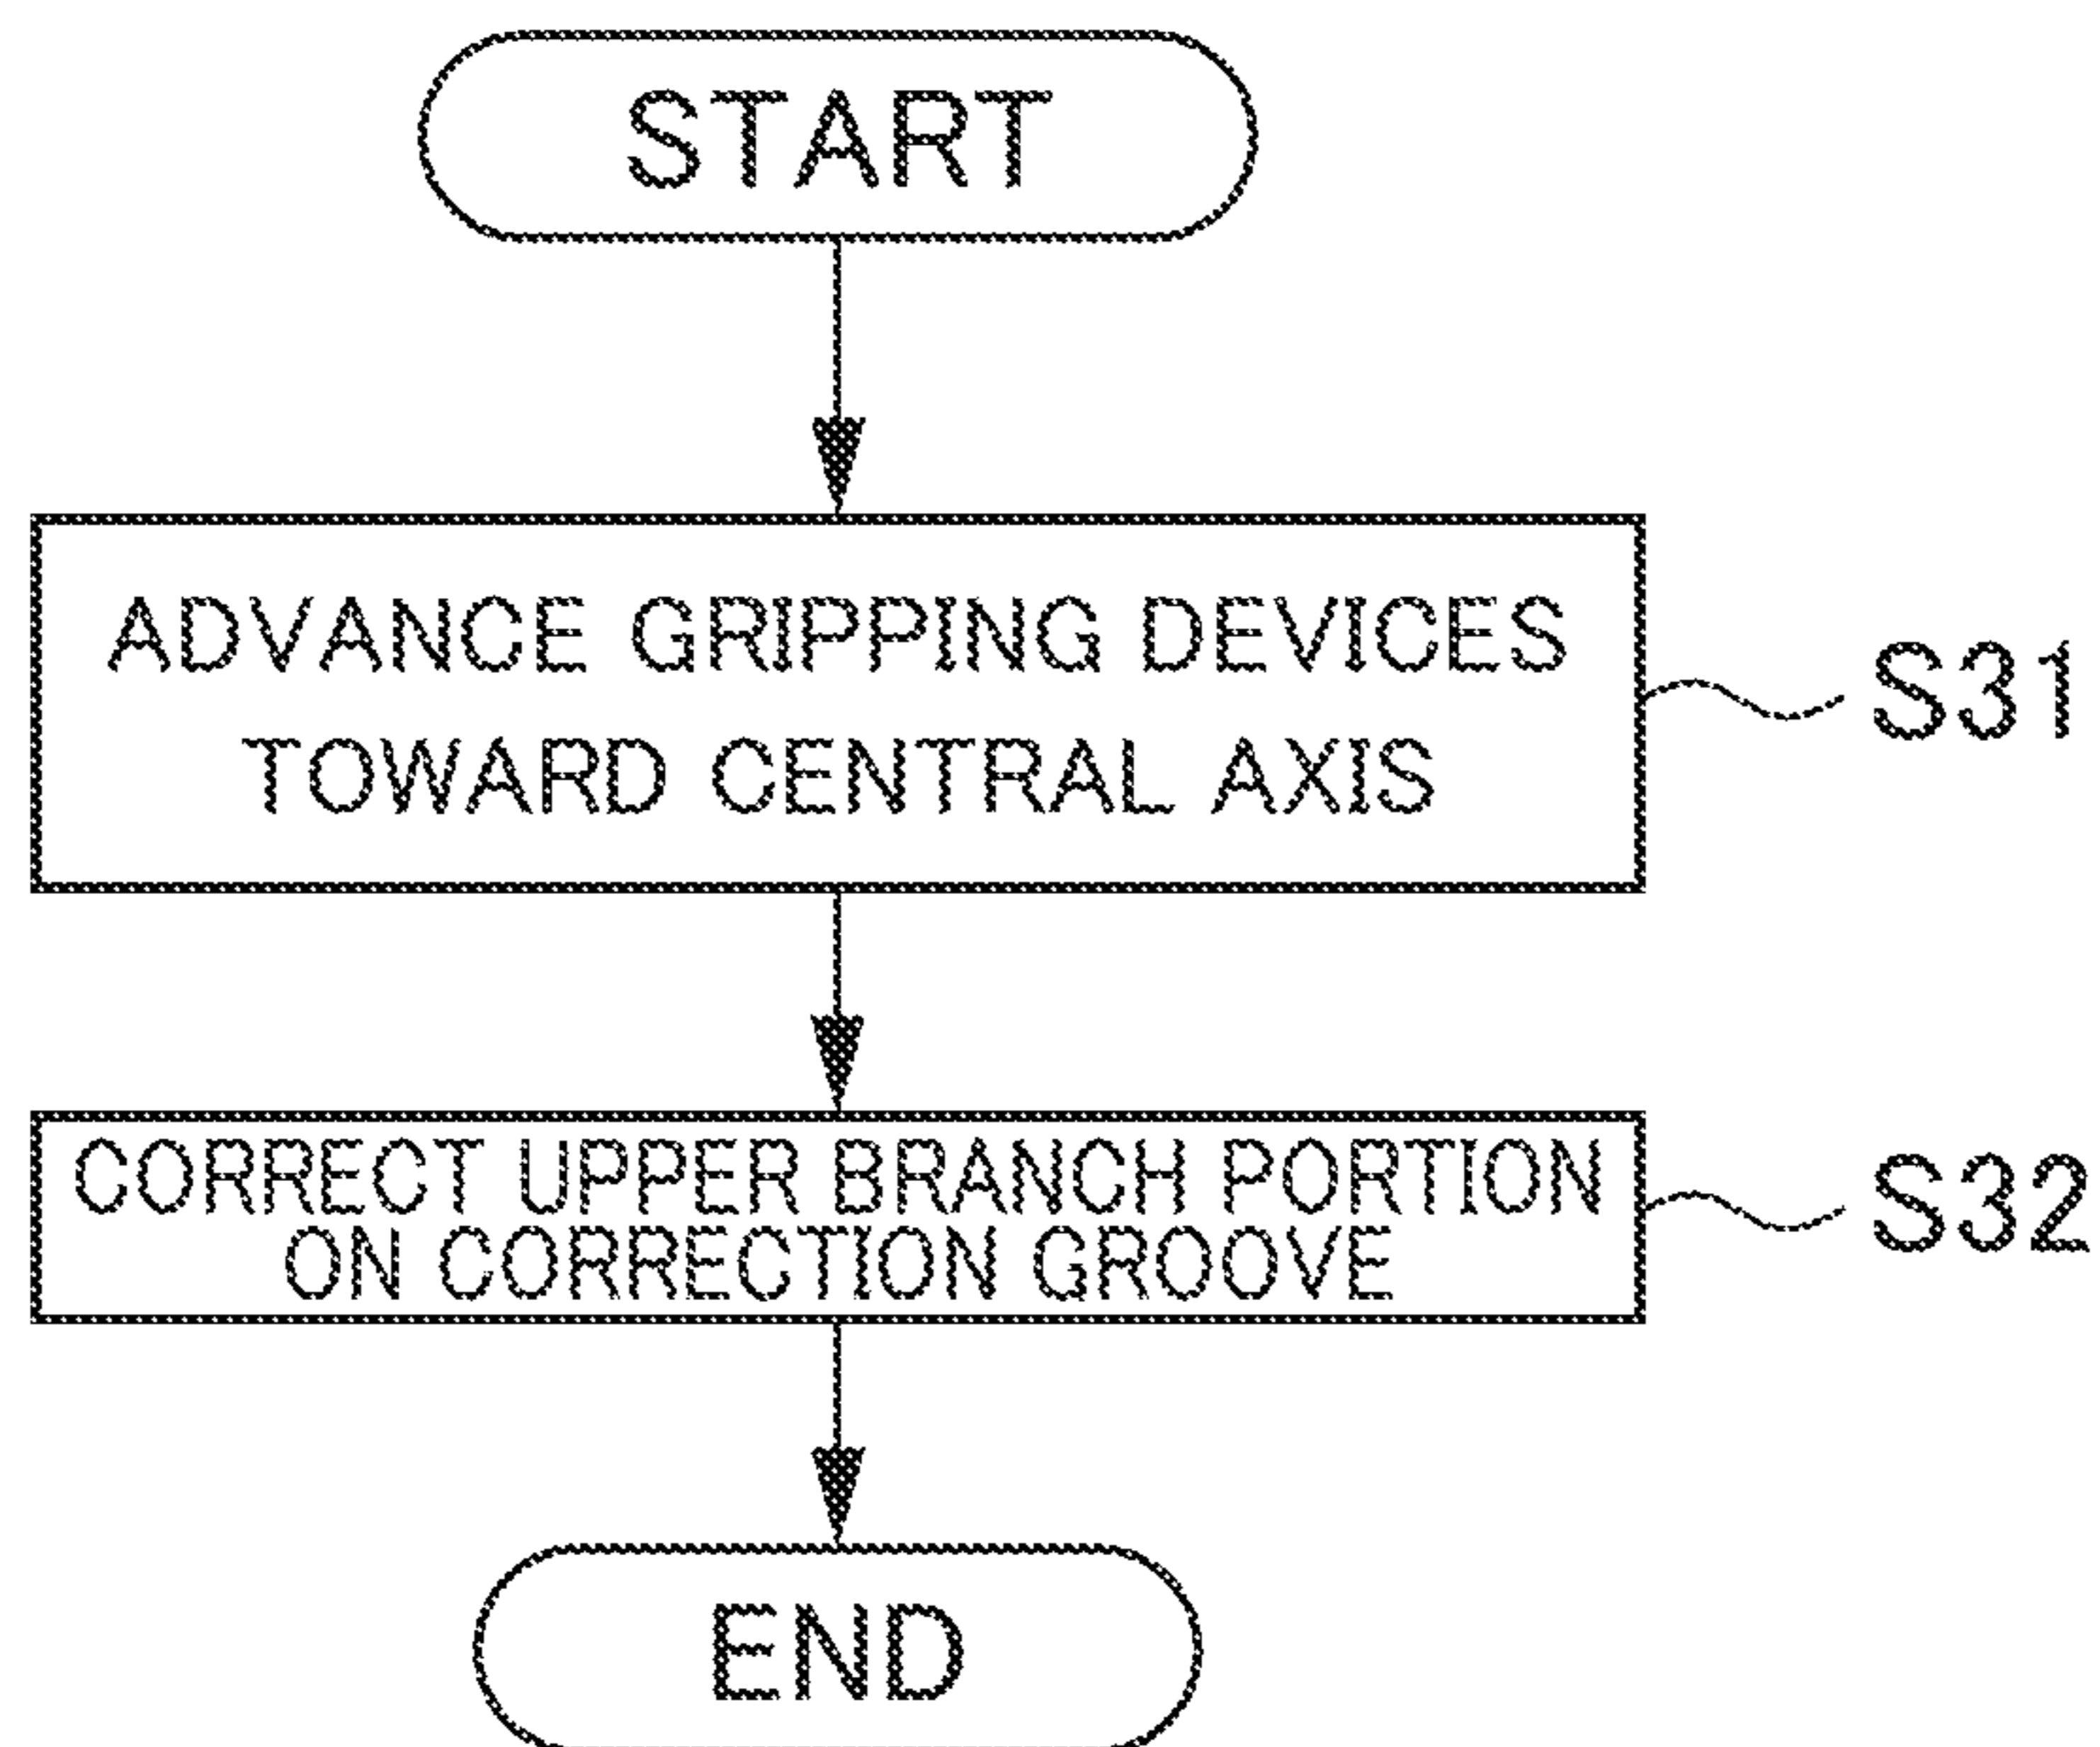 START
ADVANCE GRIPPING DEVICES
TOWARD CENTRAL AXIS
S31
CORRECT UPPER BRANCH PORTION
ON CORRECTION GROOVE
S32
END